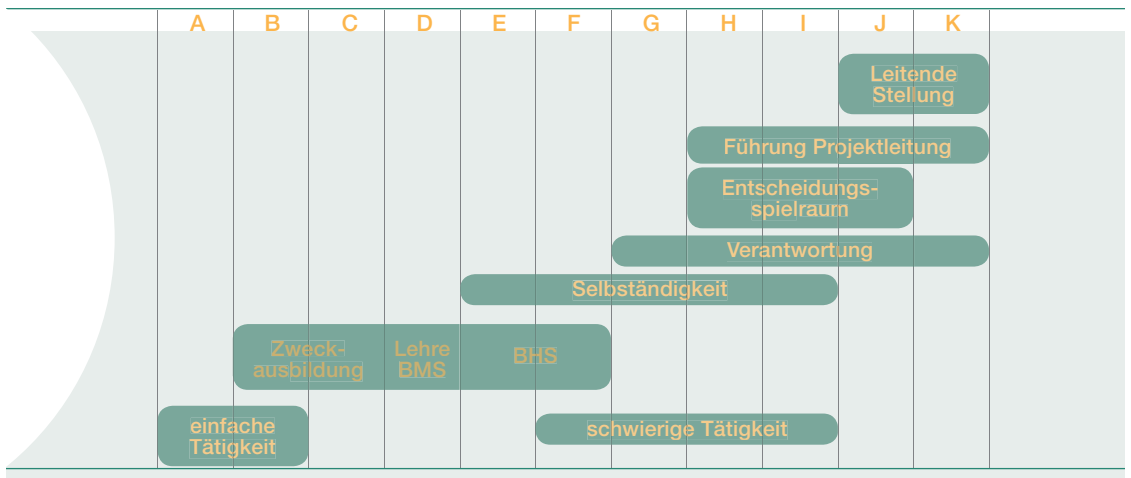 A B C D E F G H I J K
Leitende
Stellung
Führung Projektleitung
Entscheidungs-
spielraum
Verantwortung
Selbständigkeit
Zweck-
ausbildung
Lehre
BMS
BHS
einfache
Tätigkeit
schwierige Tätigkeit